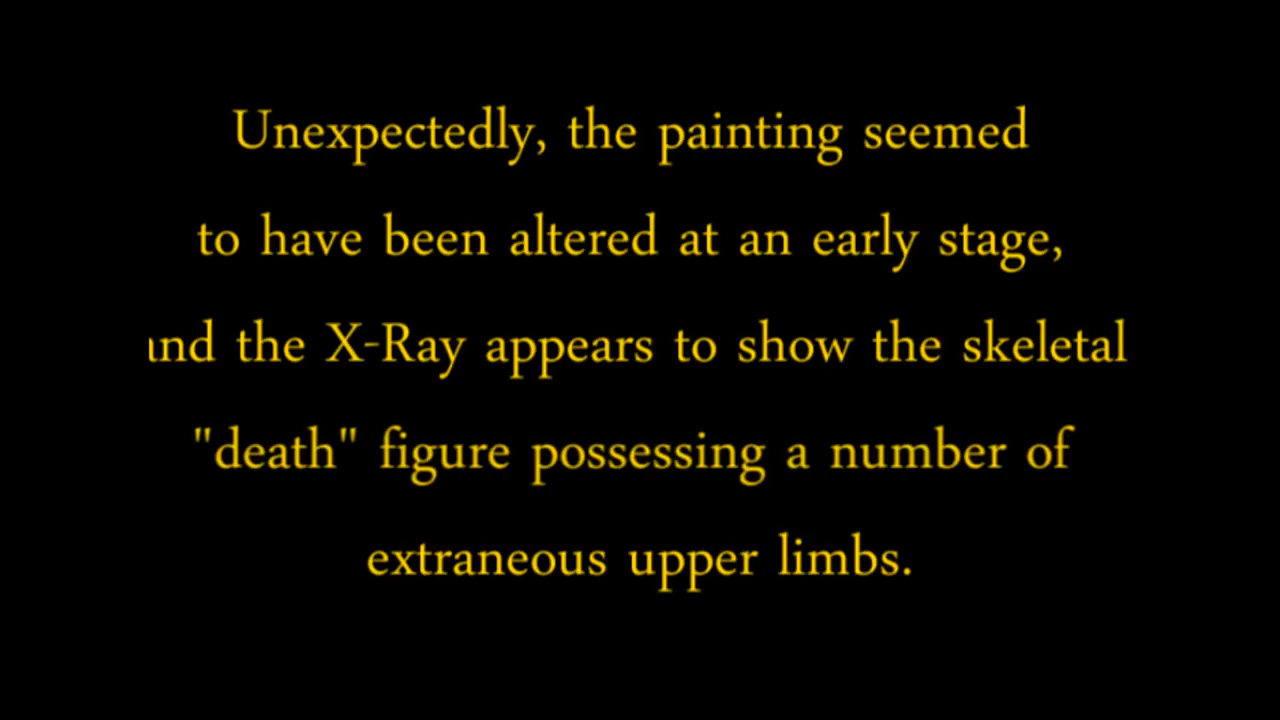 Unexpectedly, the painting seemed
to have been altered at an early stage,
and the X-Ray appears to show the skeletal
"death" figure possessing a number of
extraneous upper limbs.